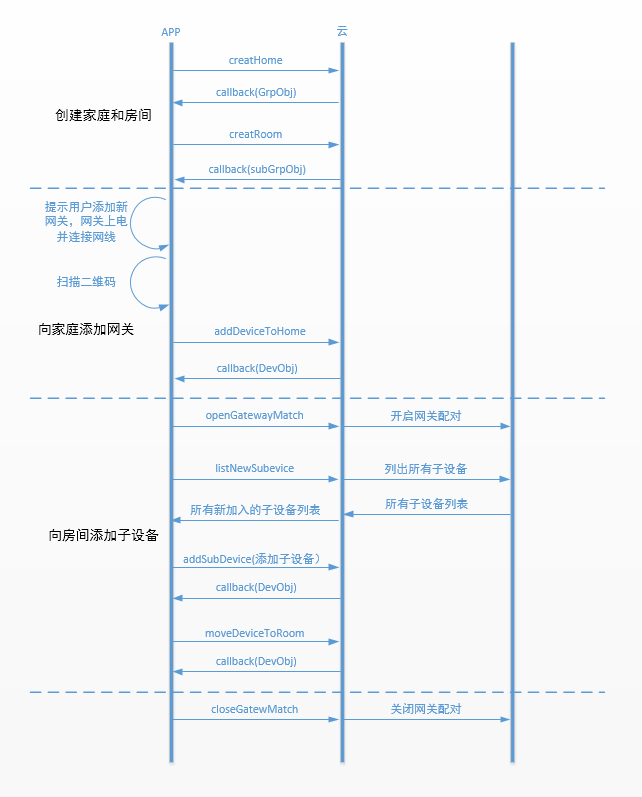 APP
云
creatHome
callback(GrpObj)
创建家庭和房间
creatRoom
callback(subGrpObj)
提示用户添加新
网关，网关上电
并连接网线
扫描二维码
向家庭添加网关
addDeviceToHome
callback(DevObj)
openGatewayMatch
开启网关配对
listNewSubevice
列出所有子设备
所有新加入的子设备列表
所有子设备列表
向房间添加子设备
addSubDevice(添加子设备）
callback(DevObj)
moveDeviceToRoom
callback(DevObj)
closeGatewMatch
关闭网关配对